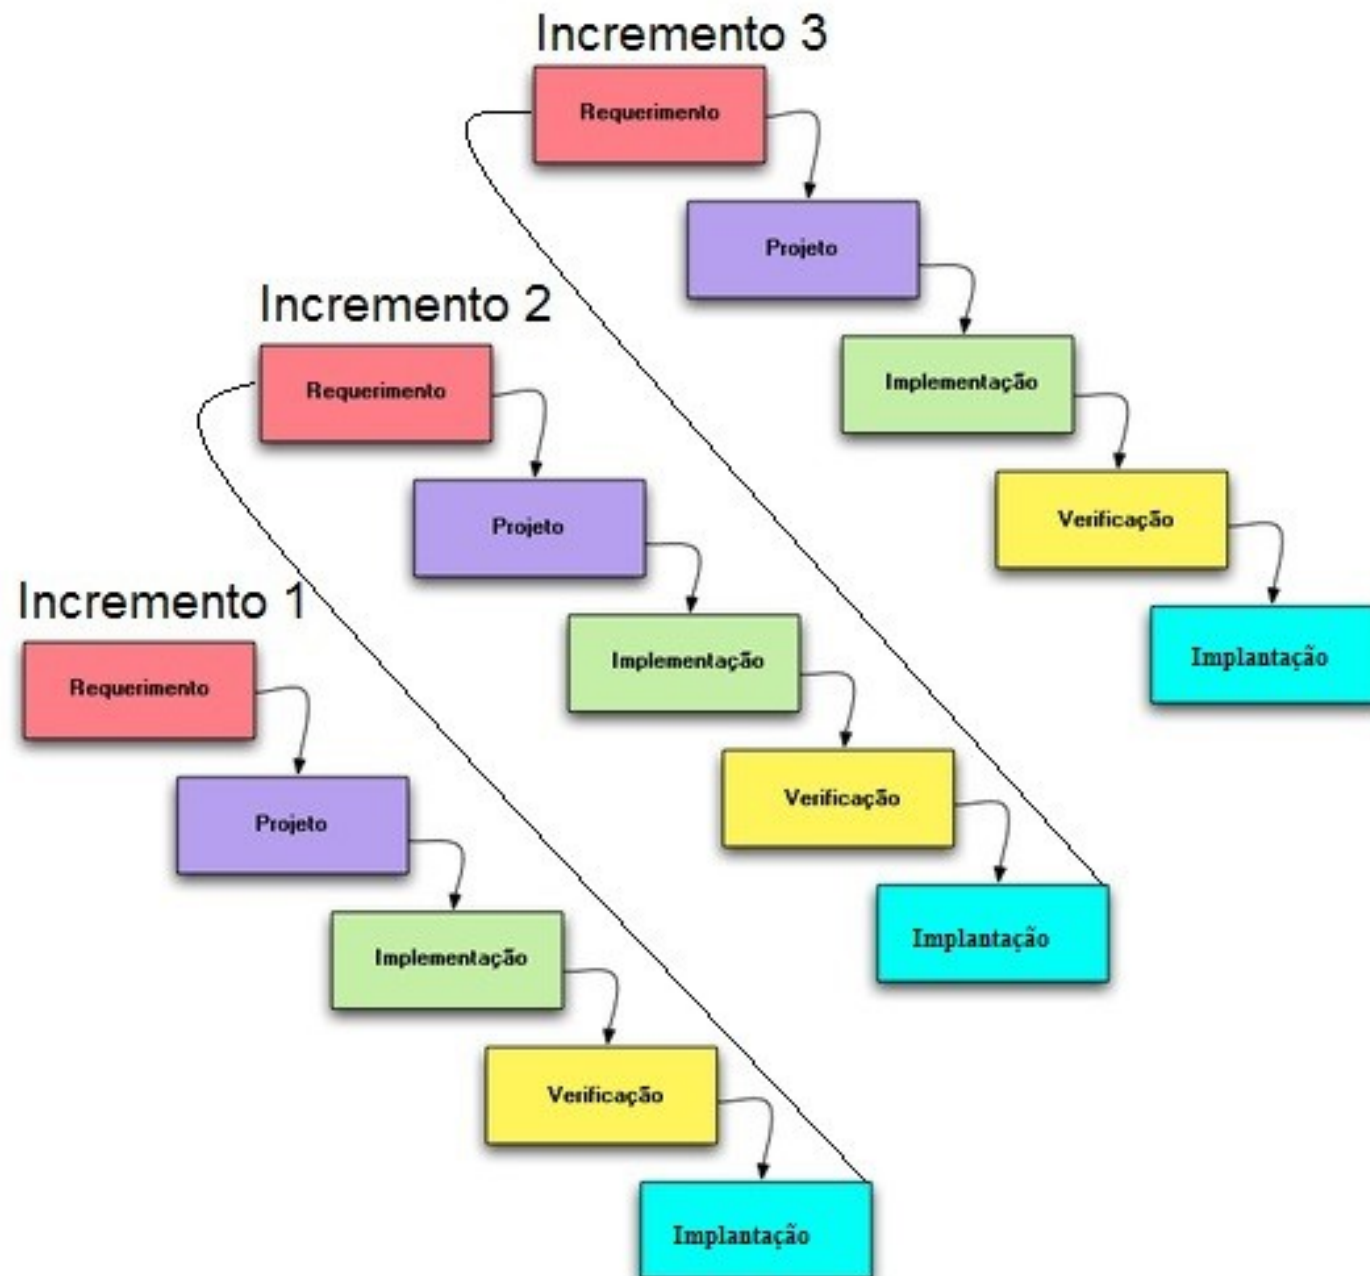 Incremento 3
Requerimento
Projeto
Implementação
Verificação
Implantação
Incremento 2
Requerimento
Projeto
Implementação
Verificação
Implantação
Incremento 1
Requerimento
Projeto
Implementação
Verificação
Implantação